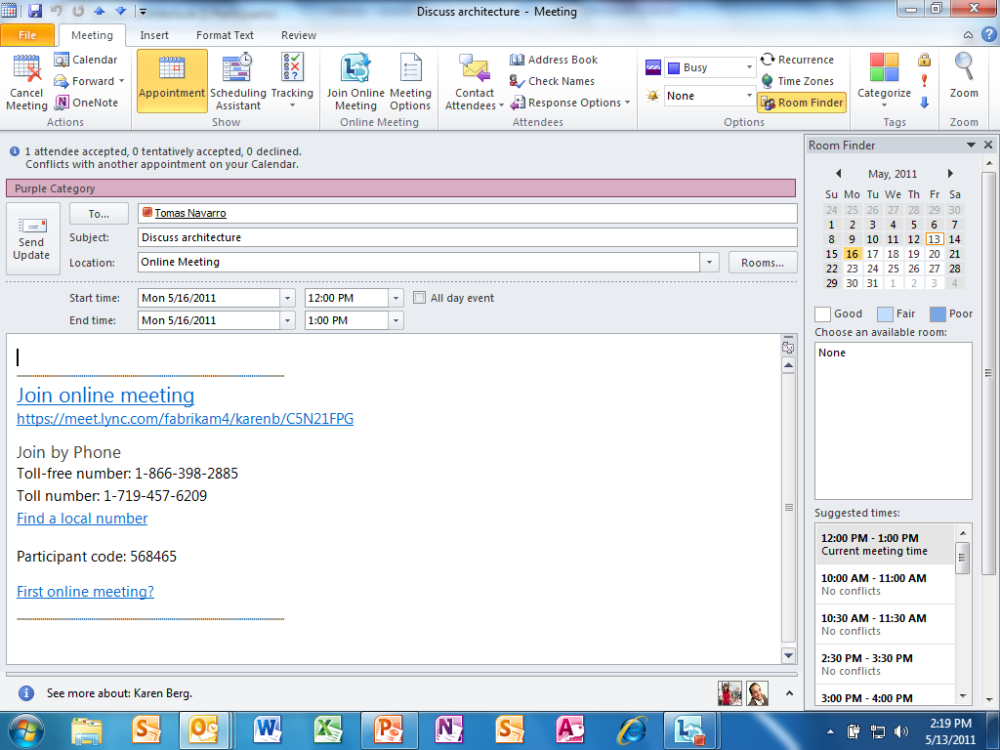 Discuss architecture - Meeting
File Meeting Insert Format Text Review
Cancel Meeting
Calendar
Forward
OneNote
Actions
Appointment
Scheduling Assistant
Tracking
Show
Join Online Meeting
Meeting Options
Online Meeting
Contact Attendees
Address Book
Check Names
Response Options
Attendees
Busy
None
Recurrence
Time Zones
Room Finder
Options
Categorize
Tags
Zoom
Zoom
1 attendee accepted, 0 tentatively accepted, 0 declined.
Conflicts with another appointment on your Calendar.
Purple Category
Send Update
To... Tomas Navarro
Subject: Discuss architecture
Location: Online Meeting Rooms...
Start time: Mon 5/16/2011 12:00 PM All day event
End time: Mon 5/16/2011 1:00 PM
Join online meeting
https://meet.lync.com/fabrikam4/karenb/C5N21FPG
Join by Phone
Toll-free number: 1-866-398-2885
Toll number: 1-719-457-6209
Find a local number
Participant code: 568465
First online meeting?
See more about: Karen Berg.
Room Finder
May, 2011
Su Mo Tu We Th Fr Sa
24 25 26 27 28 29 30
1 2 3 4 5 6 7
8 9 10 11 12 13 14
15 16 17 18 19 20 21
22 23 24 25 26 27 28
29 30 31 1 2 3 4
Good Fair Poor
Choose an available room:
None
Suggested times:
12:00 PM - 1:00 PM
Current meeting time
10:00 AM - 11:00 AM
No conflicts
10:30 AM - 11:30 AM
No conflicts
2:30 PM - 3:30 PM
No conflicts
3:00 PM - 4:00 PM
2:19 PM
5/13/2011